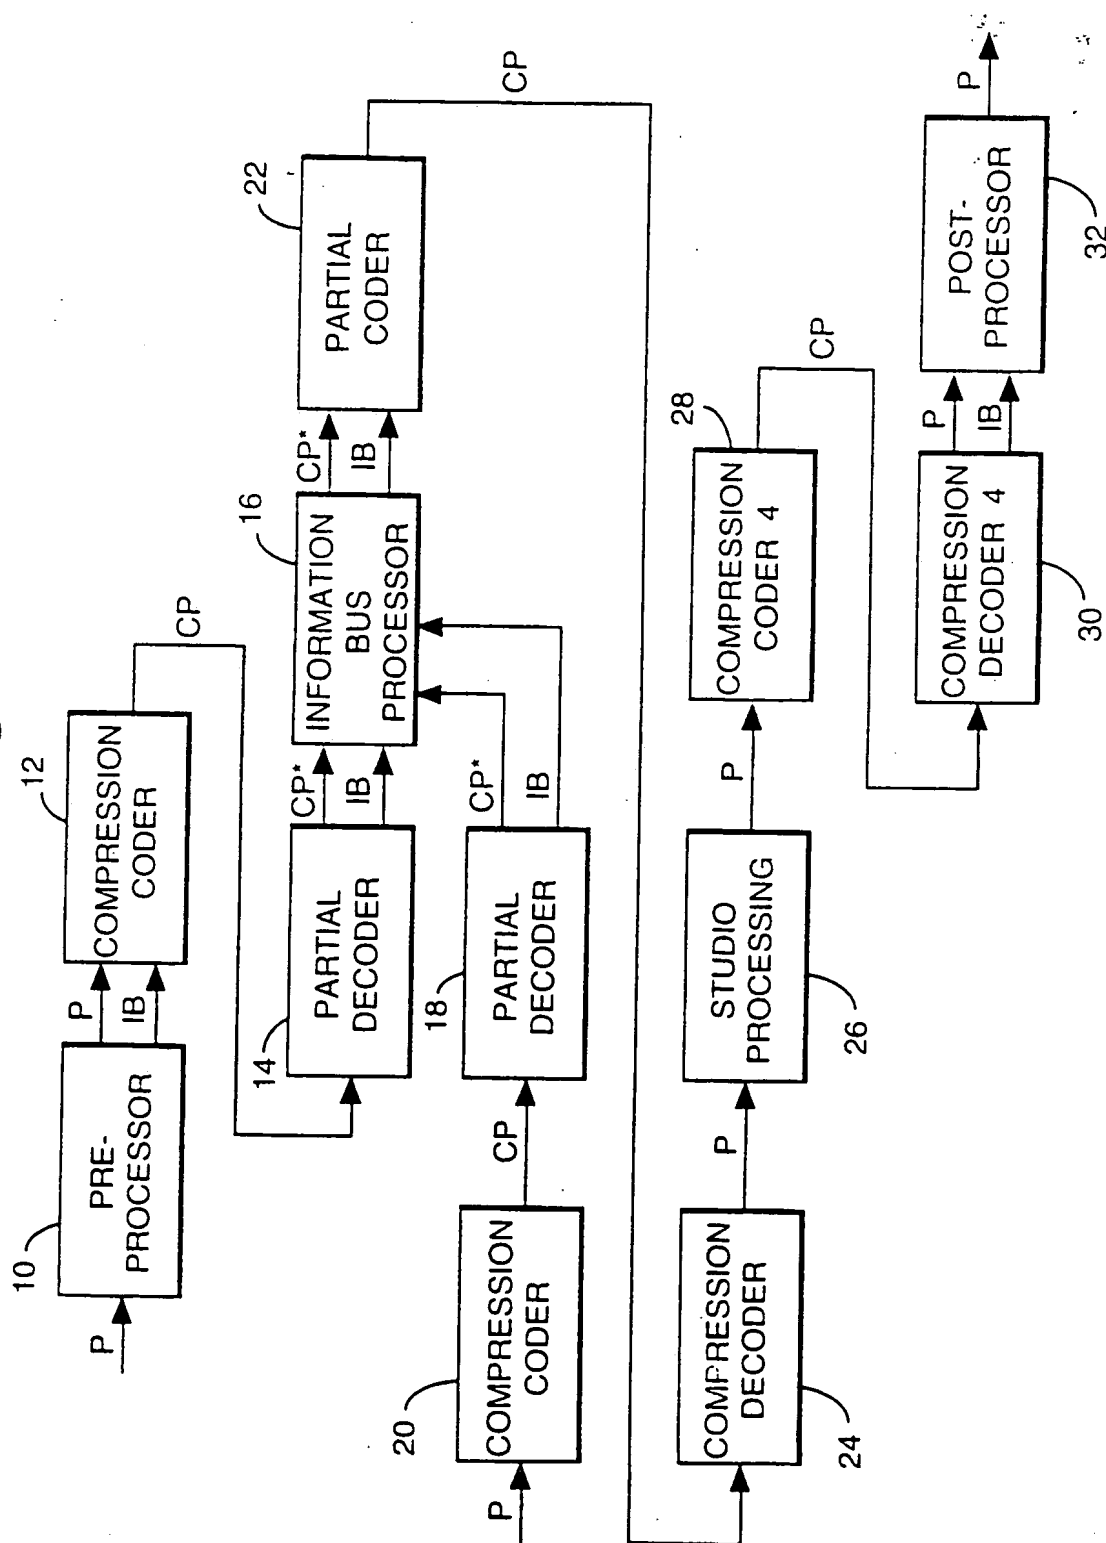 P
10
PRE-
PROCESSOR
P
IB
12
COMPRESSION
CODER
CP
14
PARTIAL
DECODER
CP*
IB
16
INFORMATION
BUS
PROCESSOR
CP*
IB
22
PARTIAL
CODER
CP
P
20
COMPRESSION
CODER
CP
18
PARTIAL
DECODER
CP*
IB
COMPRESSION
DECODER
24
P
STUDIO
PROCESSING
26
P
28
COMPRESSION
CODER 4
CP
COMPRESSION
DECODER 4
30
P
IB
POST-
PROCESSOR
32
P